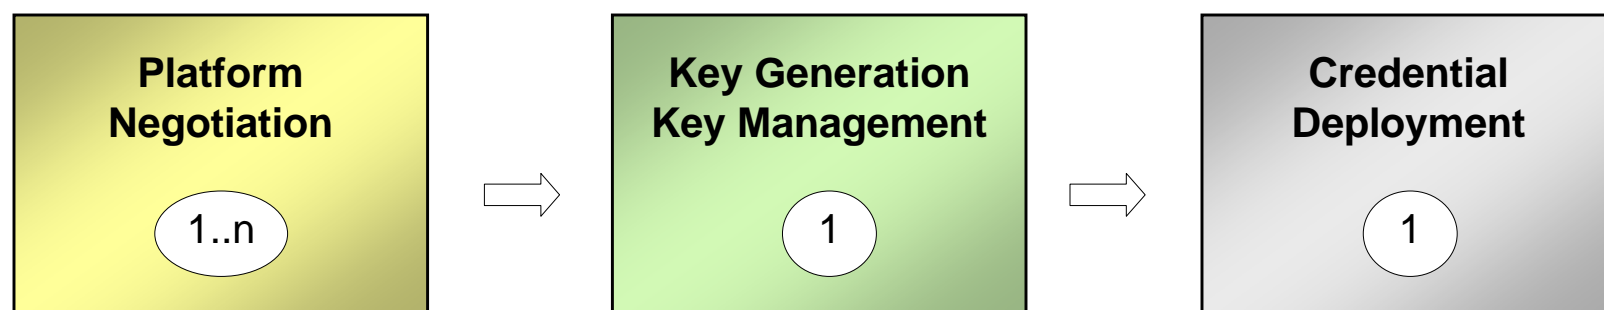 Platform
Negotiation
1..n
Key Generation
Key Management
1
Credential
Deployment
1